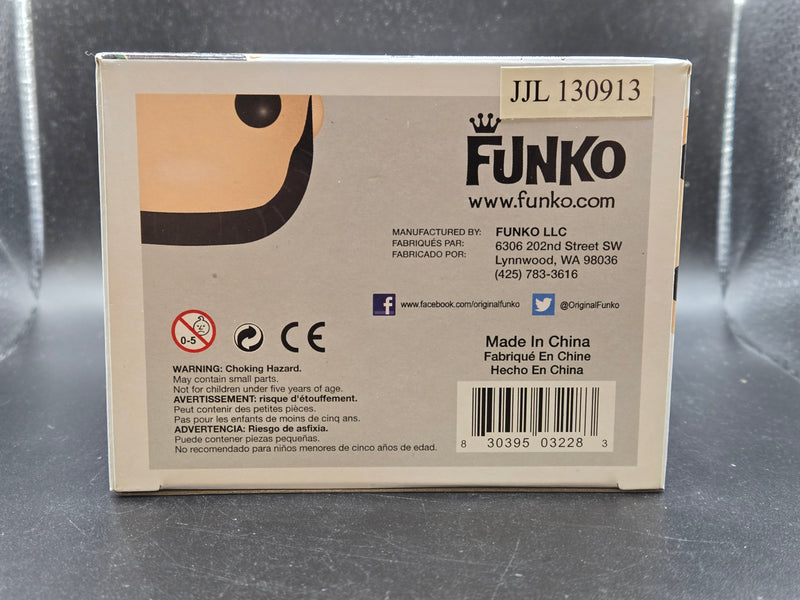 JJL 130913
FUNKO
www.funko.com
MANUFACTURED BY: FUNKO LLC
FABRIQUÉS PAR: 6306 202nd Street SW
FABRICADO POR: Lynnwood, WA 98036
(425) 783-3616
f www.facebook.com/originalfunko @OriginalFunko
0-5 CE
Made In China
Fabriqué En Chine
Hecho En China
WARNING: Choking Hazard.
May contain small parts.
Not for children under five years of age.
AVERTISSEMENT: risque d'étouffement.
Peut contenir des petites pièces.
Pas pour les enfants de moins de cinq ans.
ADVERTENCIA: Riesgo de asfixia.
Puede contener piezas pequeñas.
No recomendado para niños menores de cinco años de edad.
8 30395 03228 3